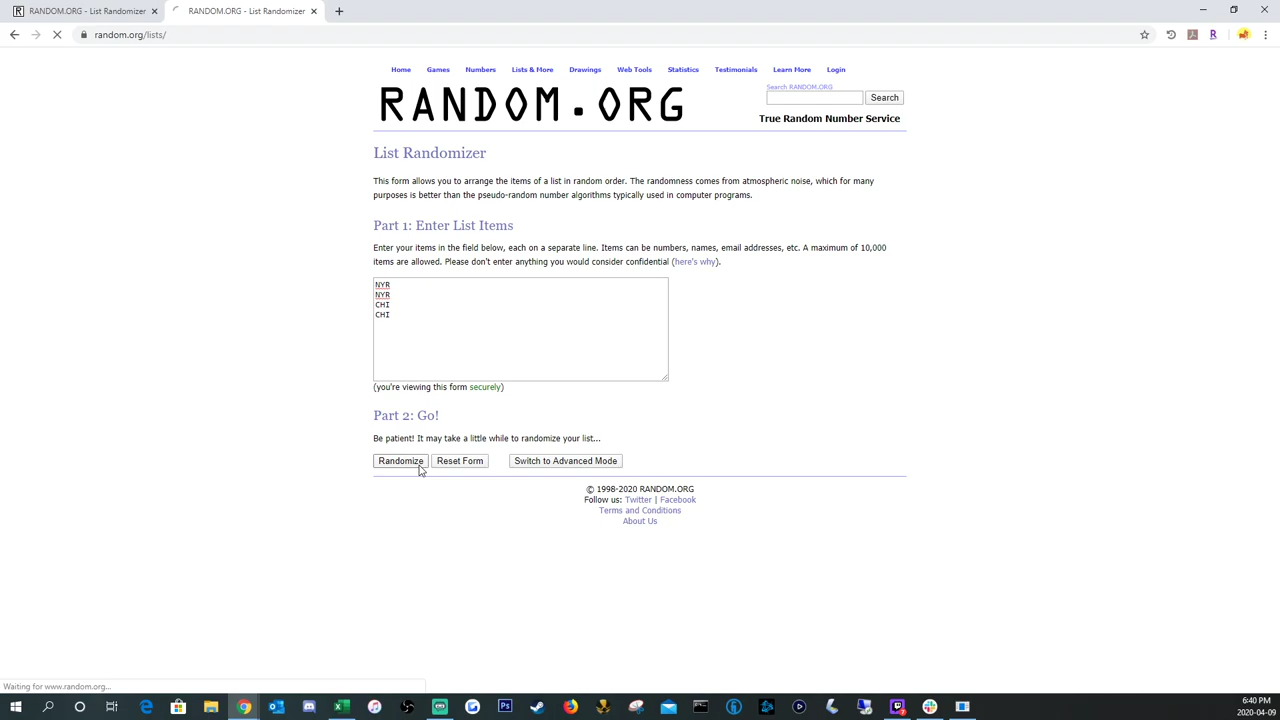 RANDOM.ORG - List Randomizer
RANDOM.ORG - List Randomizer
random.org/lists/
Home Games Numbers Lists & More Drawings Web Tools Statistics Testimonials Learn More Login
RANDOM.ORG
Search RANDOM.ORG
Search
True Random Number Service
List Randomizer
This form allows you to arrange the items of a list in random order. The randomness comes from atmospheric noise, which for many
purposes is better than the pseudo-random number algorithms typically used in computer programs.
Part 1: Enter List Items
Enter your items in the field below, each on a separate line. Items can be numbers, names, email addresses, etc. A maximum of 10,000
items are allowed. Please don't enter anything you would consider confidential (here's why).
NYR
NYR
CHI
CHI
(you're viewing this form securely)
Part 2: Go!
Be patient! It may take a little while to randomize your list...
Randomize Reset Form Switch to Advanced Mode
© 1998-2020 RANDOM.ORG
Follow us: Twitter | Facebook
Terms and Conditions
About Us
Waiting for www.random.org...
6:40 PM
2020-04-09